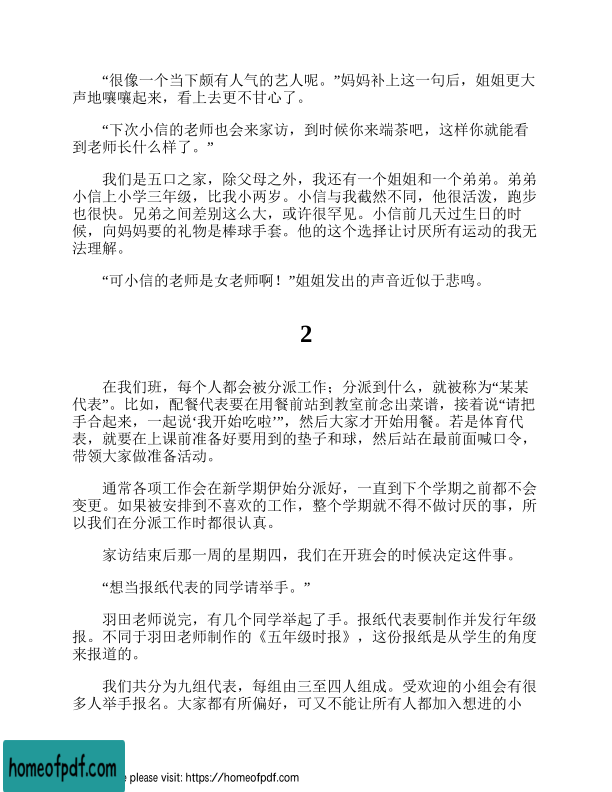 “很像一个当下颇有人气的艺人呢。”妈妈补上这一句后，姐姐更大
声地嚷嚷起来，看上去更不甘心了。
“下次小信的老师也会来家访，到时候你来端茶吧，这样你就能看
到老师长什么样了。”
我们是五口之家，除父母之外，我还有一个姐姐和一个弟弟。弟弟
小信上小学三年级，比我小两岁。小信与我截然不同，他很活泼，跑步
也很快。兄弟之间差别这么大，或许很罕见。小信前几天过生日的时
候，向妈妈要的礼物是棒球手套。他的这个选择让讨厌所有运动的我无
法理解。
“可小信的老师是女老师啊！”姐姐发出的声音近似于悲鸣。
2
在我们班，每个人都会被分派工作；分派到什么，就被称为“某某
代表”。比如，配餐代表要在用餐前站到教室前念出菜谱，接着说“请把
手合起来，一起说‘我开始吃啦’”，然后大家才开始用餐。若是体育代
表，就要在上课前准备好要用到的垫子和球，然后站在最前面喊口令，
带领大家做准备活动。
通常各项工作会在新学期伊始分派好，一直到下个学期之前都不会
变更。如果被安排到不喜欢的工作，整个学期就不得不做讨厌的事，所
以我们在分派工作时都很认真。
家访结束后那一周的星期四，我们在开班会的时候决定这件事。
“想当报纸代表的同学请举手。”
羽田老师说完，有几个同学举起了手。报纸代表要制作并发行年级
报。不同于羽田老师制作的《五年级时报》，这份报纸是从学生的角度
来报道的。
我们共分为九组代表，每组由三至四人组成。受欢迎的小组会有很
多人举手报名。大家都有所偏好，可又不能让所有人都加入想进的小
homeofpdf.com
please visit: https://homeofpdf.com